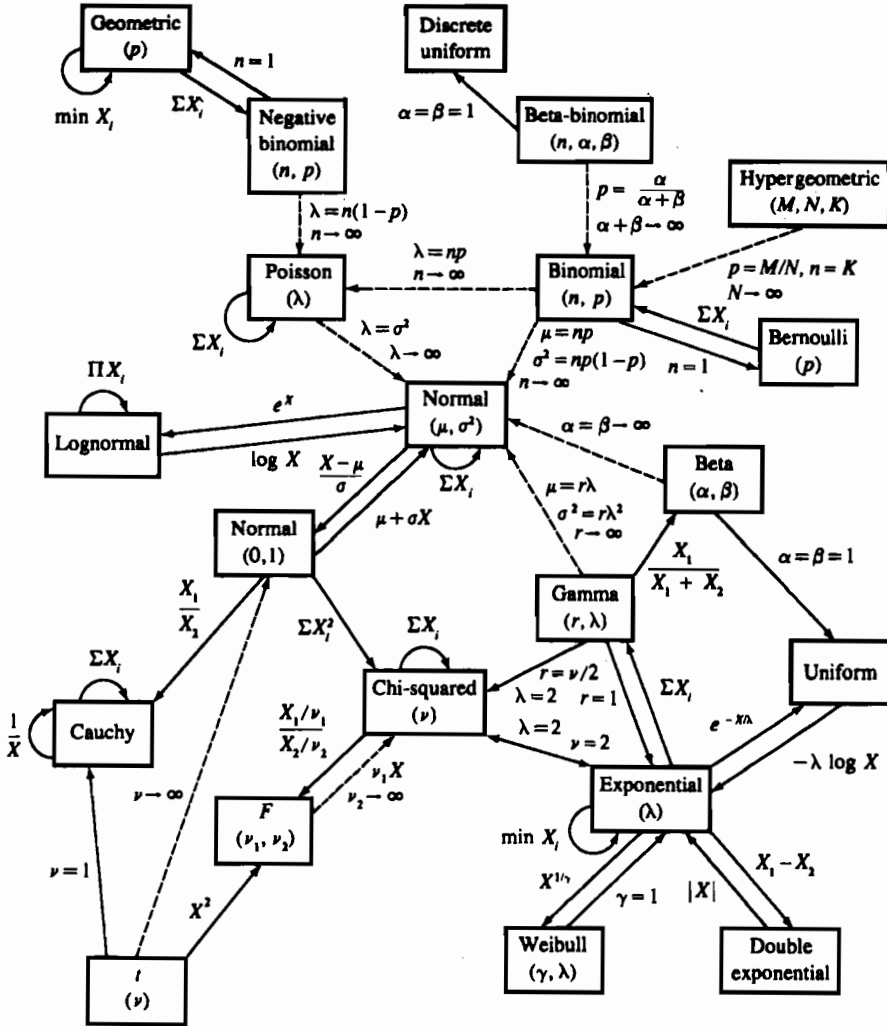 Geometric
(p)
n = 1
min X_i
ΣX_i
Negative
binomial
(n, p)
Discrete
uniform
α = β = 1
Beta-binomial
(n, α, β)
p = α / (α + β)
α + β → ∞
Hypergeometric
(M, N, K)
λ = n(1 − p)
n → ∞
Poisson
(λ)
λ = np
n → ∞
Binomial
(n, p)
p = M/N, n = K
N → ∞
ΣX_i
Bernoulli
(p)
n = 1
ΣX_i
λ = σ²
λ → ∞
μ = np
σ² = np(1 − p)
n → ∞
ΠX_i
Lognormal
e^X
log X
Normal
(μ, σ²)
ΣX_i
α = β → ∞
Beta
(α, β)
(X − μ) / σ
μ + σX
μ = rλ
σ² = rλ²
r → ∞
Normal
(0,1)
X_1 / (X_1 + X_2)
α = β = 1
Gamma
(r, λ)
X_1 / X_2
ΣX_i²
ΣX_i
ΣX_i
Cauchy
1 / X
Chi-squared
(ν)
r = ν/2
λ = 2
r = 1
ΣX_i
Uniform
λ = 2
ν = 2
e^(−X/λ)
−λ log X
(X_1/ν_1) / (X_2/ν_2)
ν_1 X
ν_2 → ∞
ν → ∞
F
(ν_1, ν_2)
Exponential
(λ)
min X_i
ν = 1
X²
X^(1/γ)
γ = 1
|X|
X_1 − X_2
t
(ν)
Weibull
(γ, λ)
Double
exponential